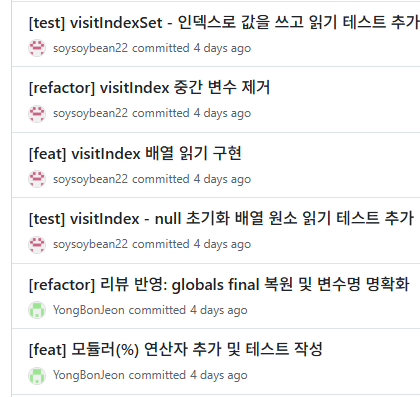 [test] visitIndexSet - 인덱스로 값을 쓰고 읽기 테스트 추가
soysoybean22 committed 4 days ago
[refactor] visitIndex 중간 변수 제거
soysoybean22 committed 4 days ago
[feat] visitIndex 배열 읽기 구현
soysoybean22 committed 4 days ago
[test] visitIndex - null 초기화 배열 원소 읽기 테스트 추가
soysoybean22 committed 4 days ago
[refactor] 리뷰 반영: globals final 복원 및 변수명 명확화
YongBonJeon committed 4 days ago
[feat] 모듈러(%) 연산자 추가 및 테스트 작성
YongBonJeon committed 4 days ago